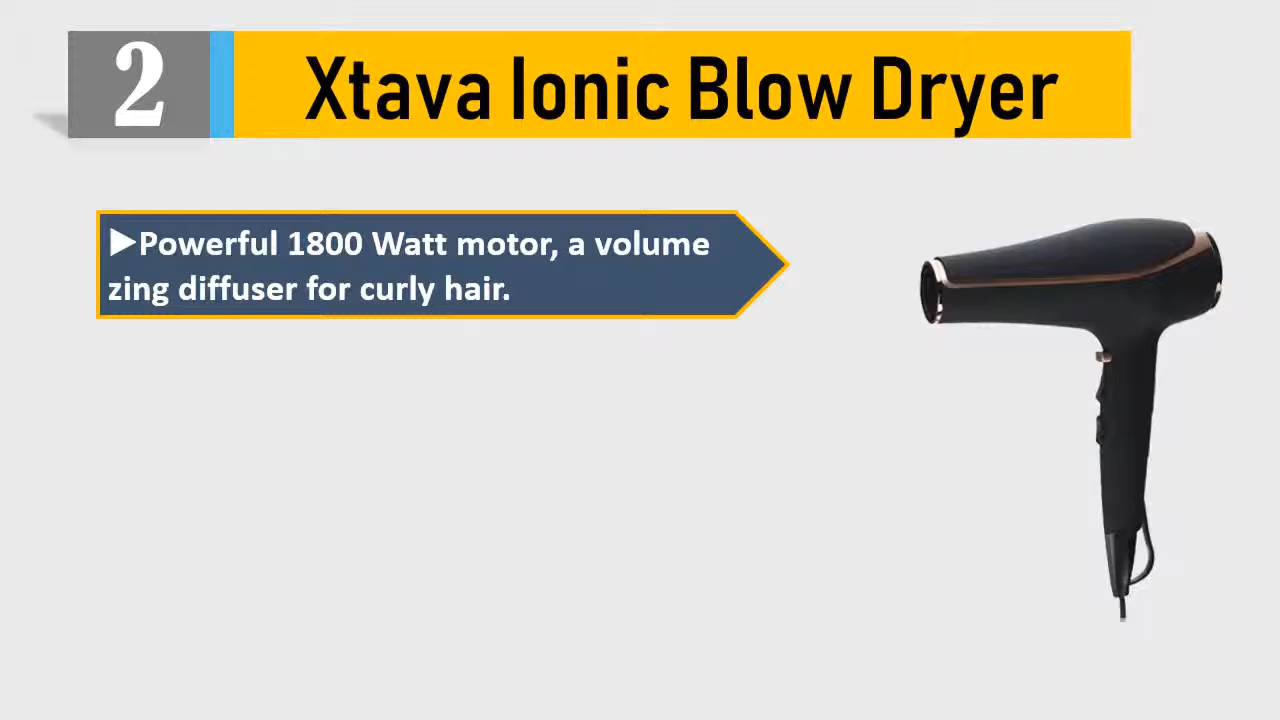 2
Xtava Ionic Blow Dryer
▶Powerful 1800 Watt motor, a volume
zing diffuser for curly hair.